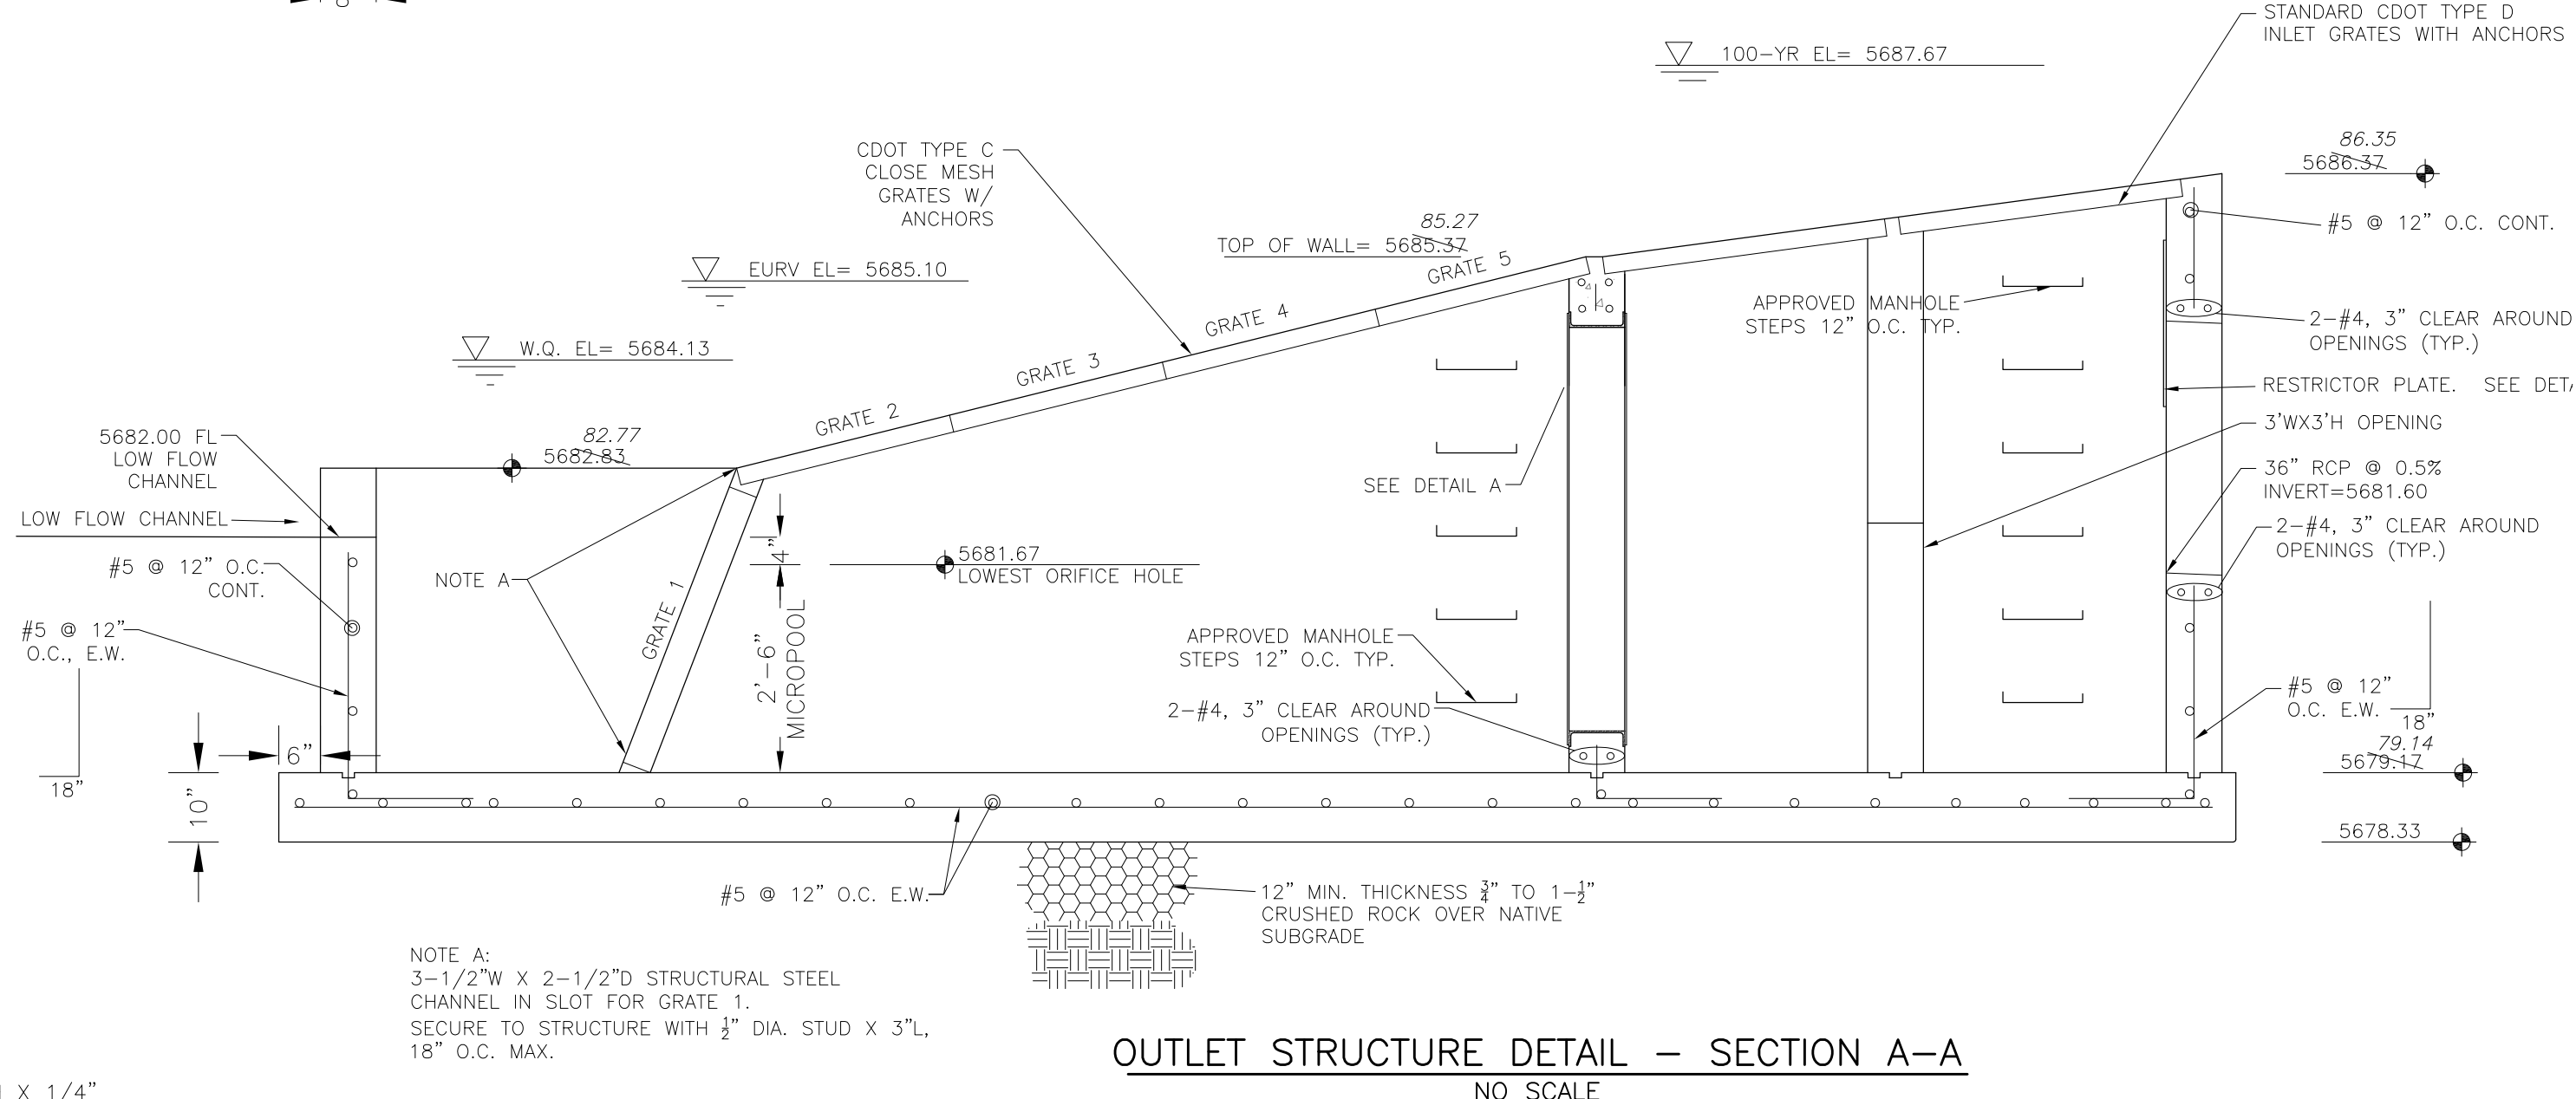 STANDARD CDOT TYPE D
INLET GRATES WITH ANCHORS
100-YR EL= 5687.67
86.35
5686.37
CDOT TYPE C
CLOSE MESH
GRATES W/
ANCHORS
85.27
TOP OF WALL= 5685.37
#5 @ 12" O.C. CONT.
EURV EL= 5685.10
GRATE 5
APPROVED MANHOLE
STEPS 12" O.C. TYP.
GRATE 4
2-#4, 3" CLEAR AROUND
OPENINGS (TYP.)
W.Q. EL= 5684.13
GRATE 3
RESTRICTOR PLATE. SEE DET
GRATE 2
3'WX3'H OPENING
5682.00 FL
LOW FLOW
CHANNEL
82.77
5682.83
SEE DETAIL A
36" RCP @ 0.5%
INVERT=5681.60
LOW FLOW CHANNEL
2-#4, 3" CLEAR AROUND
OPENINGS (TYP.)
4"
5681.67
LOWEST ORIFICE HOLE
#5 @ 12" O.C.
CONT.
NOTE A
GRATE 1
#5 @ 12"
O.C., E.W.
2'-6"
MICROPOOL
APPROVED MANHOLE
STEPS 12" O.C. TYP.
2-#4, 3" CLEAR AROUND
OPENINGS (TYP.)
#5 @ 12"
O.C. E.W.
18"
79.14
5679.17
6"
18"
10"
5678.33
#5 @ 12" O.C. E.W.
12" MIN. THICKNESS 3/4" TO 1-1/2"
CRUSHED ROCK OVER NATIVE
SUBGRADE
NOTE A:
3-1/2"W X 2-1/2"D STRUCTURAL STEEL
CHANNEL IN SLOT FOR GRATE 1.
SECURE TO STRUCTURE WITH 1/2" DIA. STUD X 3"L,
18" O.C. MAX.
OUTLET STRUCTURE DETAIL - SECTION A-A
NO SCALE
X 1/4"